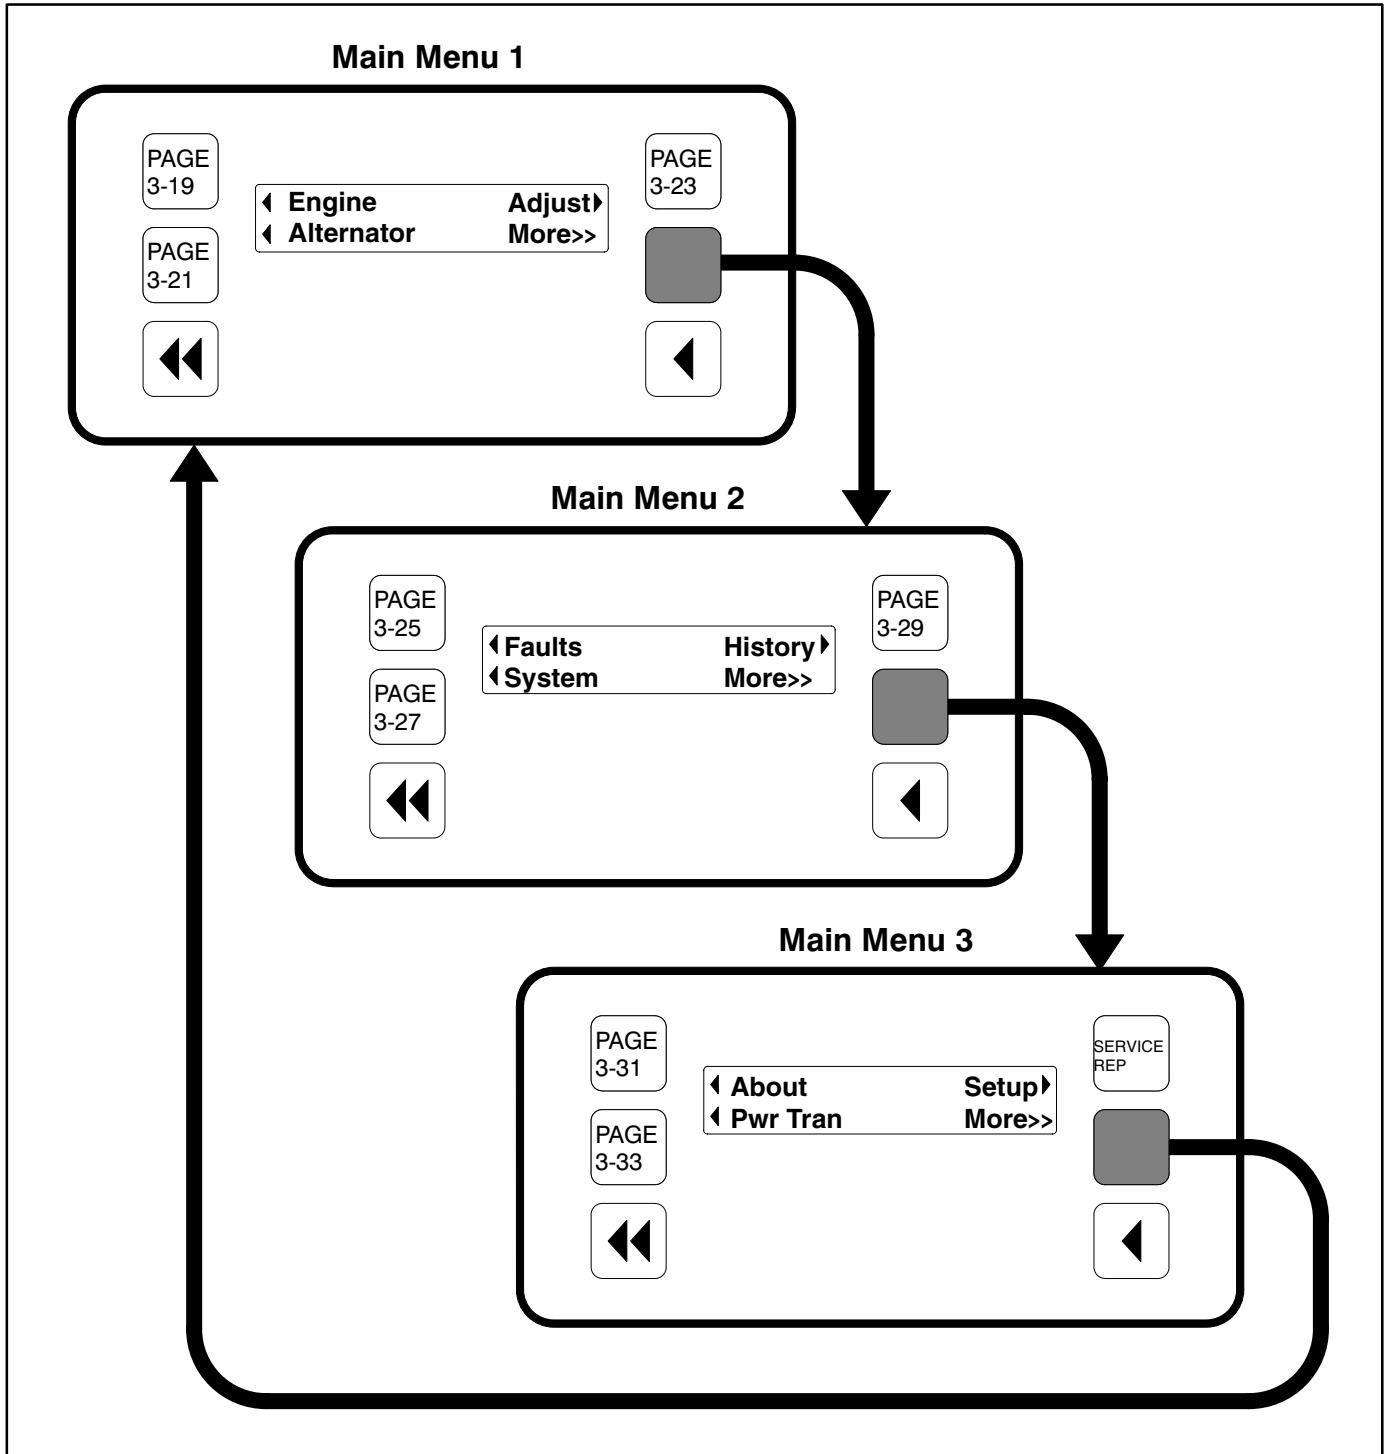 Main Menu 1
PAGE
3-19
Engine Adjust
Alternator More>>
PAGE
3-23
PAGE
3-21
Main Menu 2
PAGE
3-25
Faults History
System More>>
PAGE
3-29
PAGE
3-27
Main Menu 3
PAGE
3-31
About Setup
Pwr Tran More>>
SERVICE
REP
PAGE
3-33